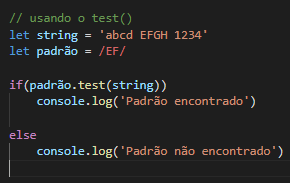 // usando o test()
let string = 'abcd EFGH 1234'
let padrão = /EF/
if(padrão.test(string))
console.log('Padrão encontrado')
else
console.log('Padrão não encontrado')